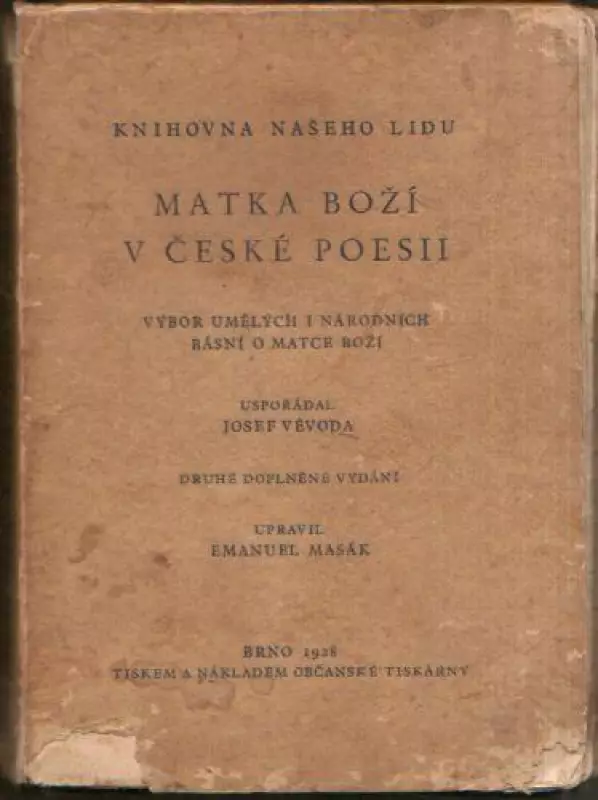 KNIHOVNA NAŠEHO LIDU
MATKA BOŽÍ
V ČESKÉ POESII
VÝBOR UMĚLÝCH I NÁRODNÍCH
BÁSNÍ O MATCE BOŽÍ
USPOŘÁDAL
JOSEF VÉVODA
DRUHÉ DOPLNĚNÉ VYDÁNÍ
UPRAVIL
EMANUEL MASÁK
BRNO 1928
TISKEM A NÁKLADEM OBČANSKÉ TISKÁRNY